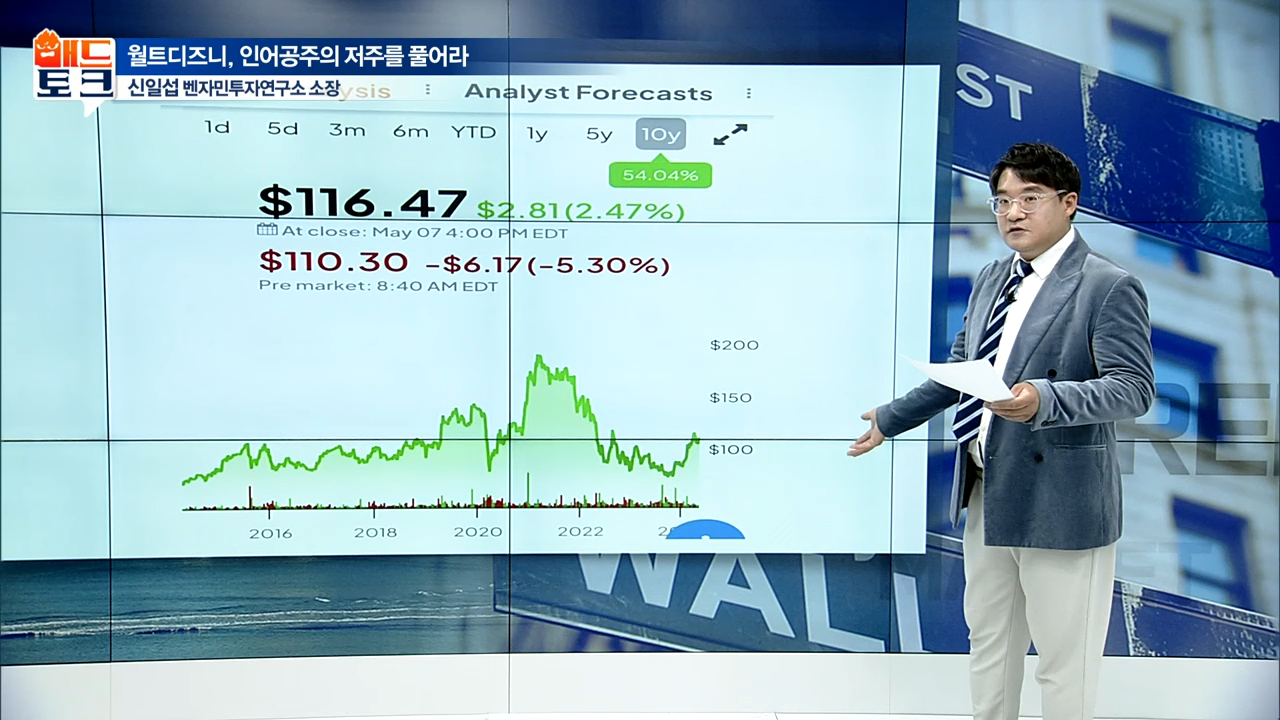 매드
토크
월트디즈니, 인어공주의 저주를 풀어라
신일섭 벤자민투자연구소 소장
ysis
Analyst Forecasts
1d 5d 3m 6m YTD 1y 5y 10y
54.04%
$116.47 $2.81(2.47%)
At close: May 07 4:00 PM EDT
$110.30 -$6.17(-5.30%)
Pre market: 8:40 AM EDT
$200
$150
$100
2016 2018 2020 2022
ST
WALL
RE